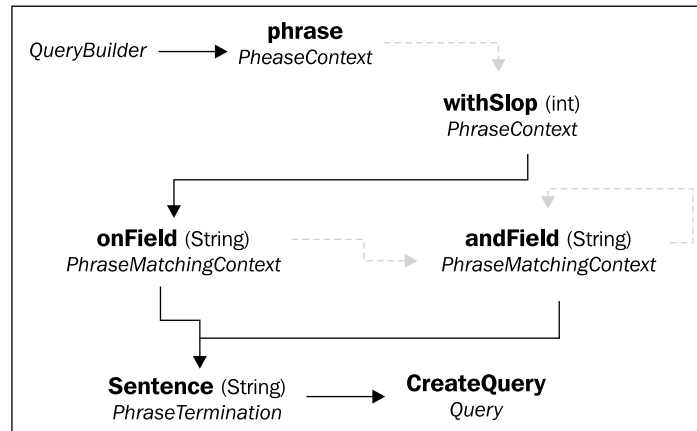 phrase
QueryBuilder
PheaseContext
withSlop (int)
PhraseContext
onField (String)
andField (String)
PhraseMatchingContext
PhraseMatchingContext
Sentence (String)
CreateQuery
PhraseTermination
Query